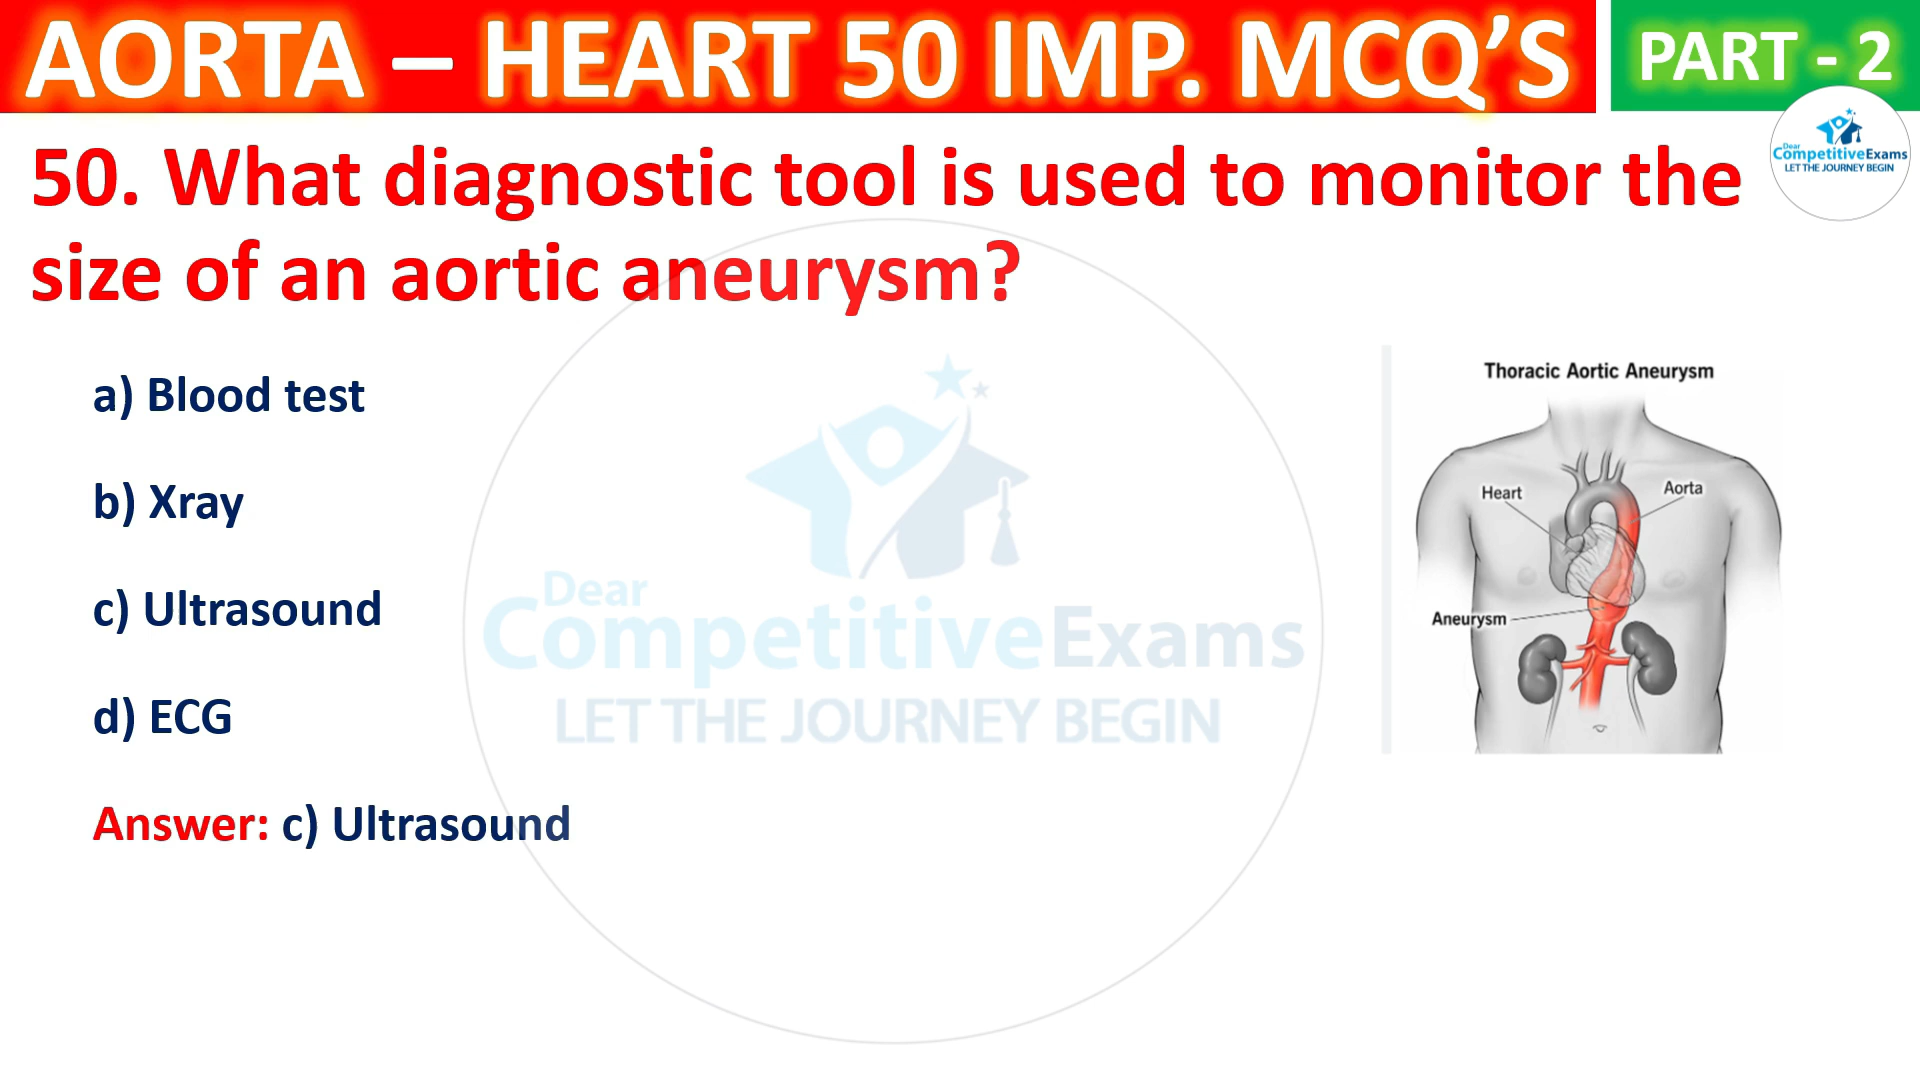 AORTA – HEART 50 IMP. MCQ’S
PART - 2
Dear
CompetitiveExams
LET THE JOURNEY BEGIN
50. What diagnostic tool is used to monitor the
size of an aortic aneurysm?
a) Blood test
b) Xray
c) Ultrasound
d) ECG
Answer: c) Ultrasound
Thoracic Aortic Aneurysm
Heart
Aorta
Aneurysm
Dear
CompetitiveExams
LET THE JOURNEY BEGIN